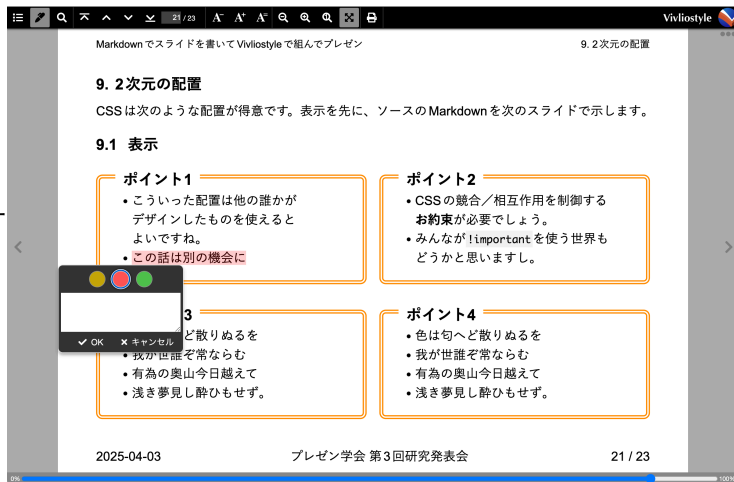 21 / 23
A⁻ A⁺ A⁼
Vivliostyle
Markdownでスライドを書いてVivliostyleで組んでプレゼン
9. 2次元の配置
9. 2次元の配置
CSSは次のような配置が得意です。表示を先に、ソースのMarkdownを次のスライドで示します。
9.1 表示
ポイント1
• こういった配置は他の誰かが
デザインしたものを使えると
よいですね。
• この話は別の機会に
ポイント2
• CSSの競合／相互作用を制御する
お約束が必要でしょう。
• みんなが!importantを使う世界も
どうかと思いますし。
OK キャンセル
3
ど散りぬるを
• 我が世誰ぞ常ならむ
• 有為の奥山今日越えて
• 浅き夢見し酔ひもせず。
ポイント4
• 色は匂へど散りぬるを
• 我が世誰ぞ常ならむ
• 有為の奥山今日越えて
• 浅き夢見し酔ひもせず。
2025-04-03
プレゼン学会 第3回研究発表会
21 / 23
0%
100%